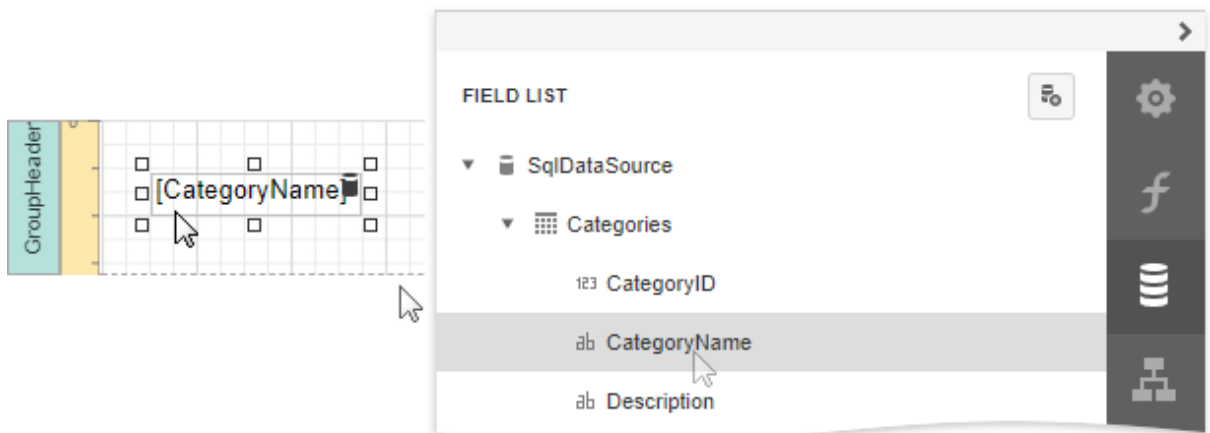 GroupHeader
[CategoryName]
FIELD LIST
SqlDataSource
Categories
123 CategoryID
ab CategoryName
ab Description